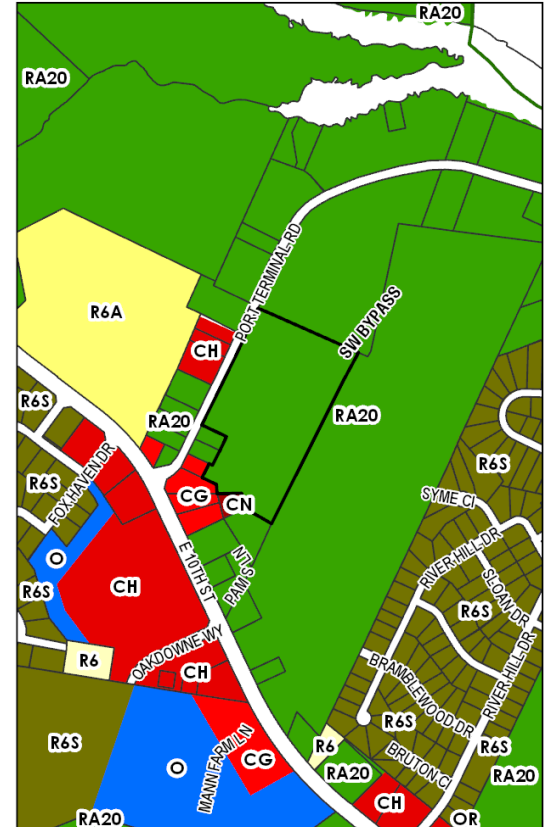 RA20
RA20
PORT TERMINAL RD
SW BYPASS
R6A
CH
R6S
RA20
RA20
FOX HAVEN DR
R6S
R6S
CG
CN
SYME CI
O
E 10TH ST
RIVER HILL DR
SLOAN DR
PAM S LN
R6S
CH
R6S
OAKDOWNE WY
R6
CH
BRAMBLEWOOD DR
RIVER HILL DR
R6S
R6S
R6
R6S
MANN FARM LN
CG
BRUTON CI
O
RA20
RA20
CH
RA20
OR